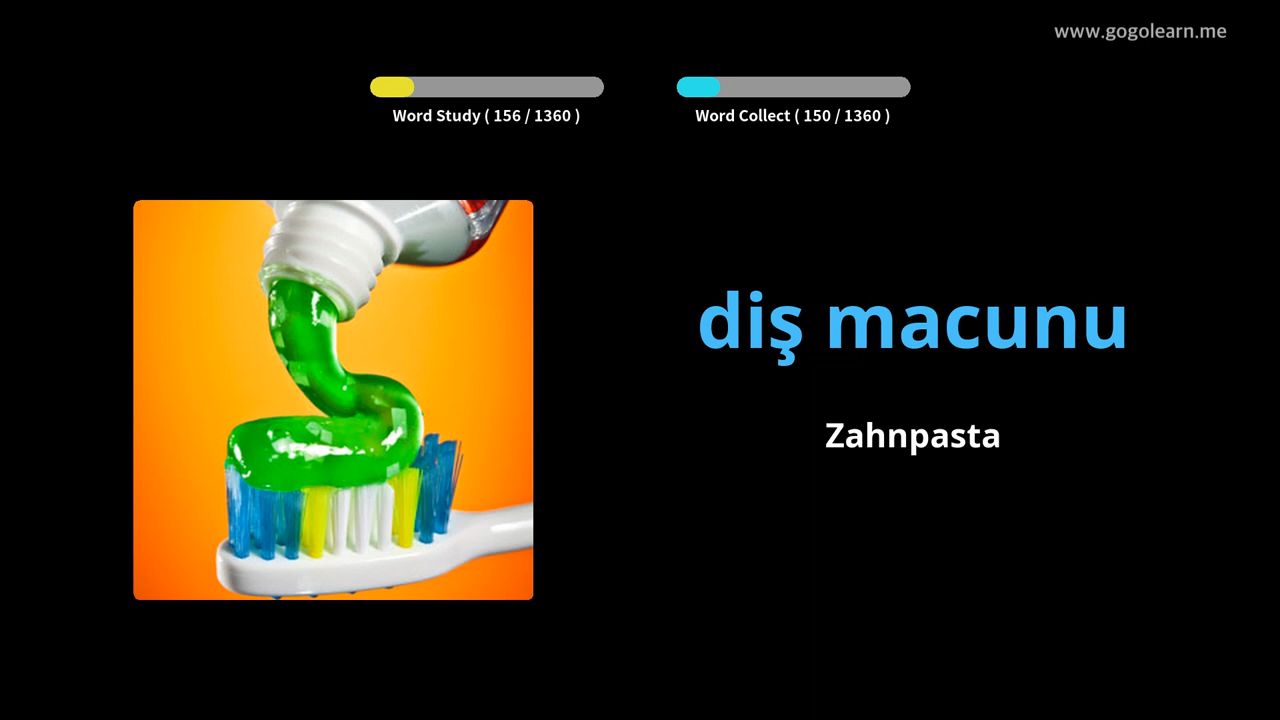 www.gogolearn.me
Word Study ( 156 / 1360 )
Word Collect ( 150 / 1360 )
diş macunu
Zahnpasta